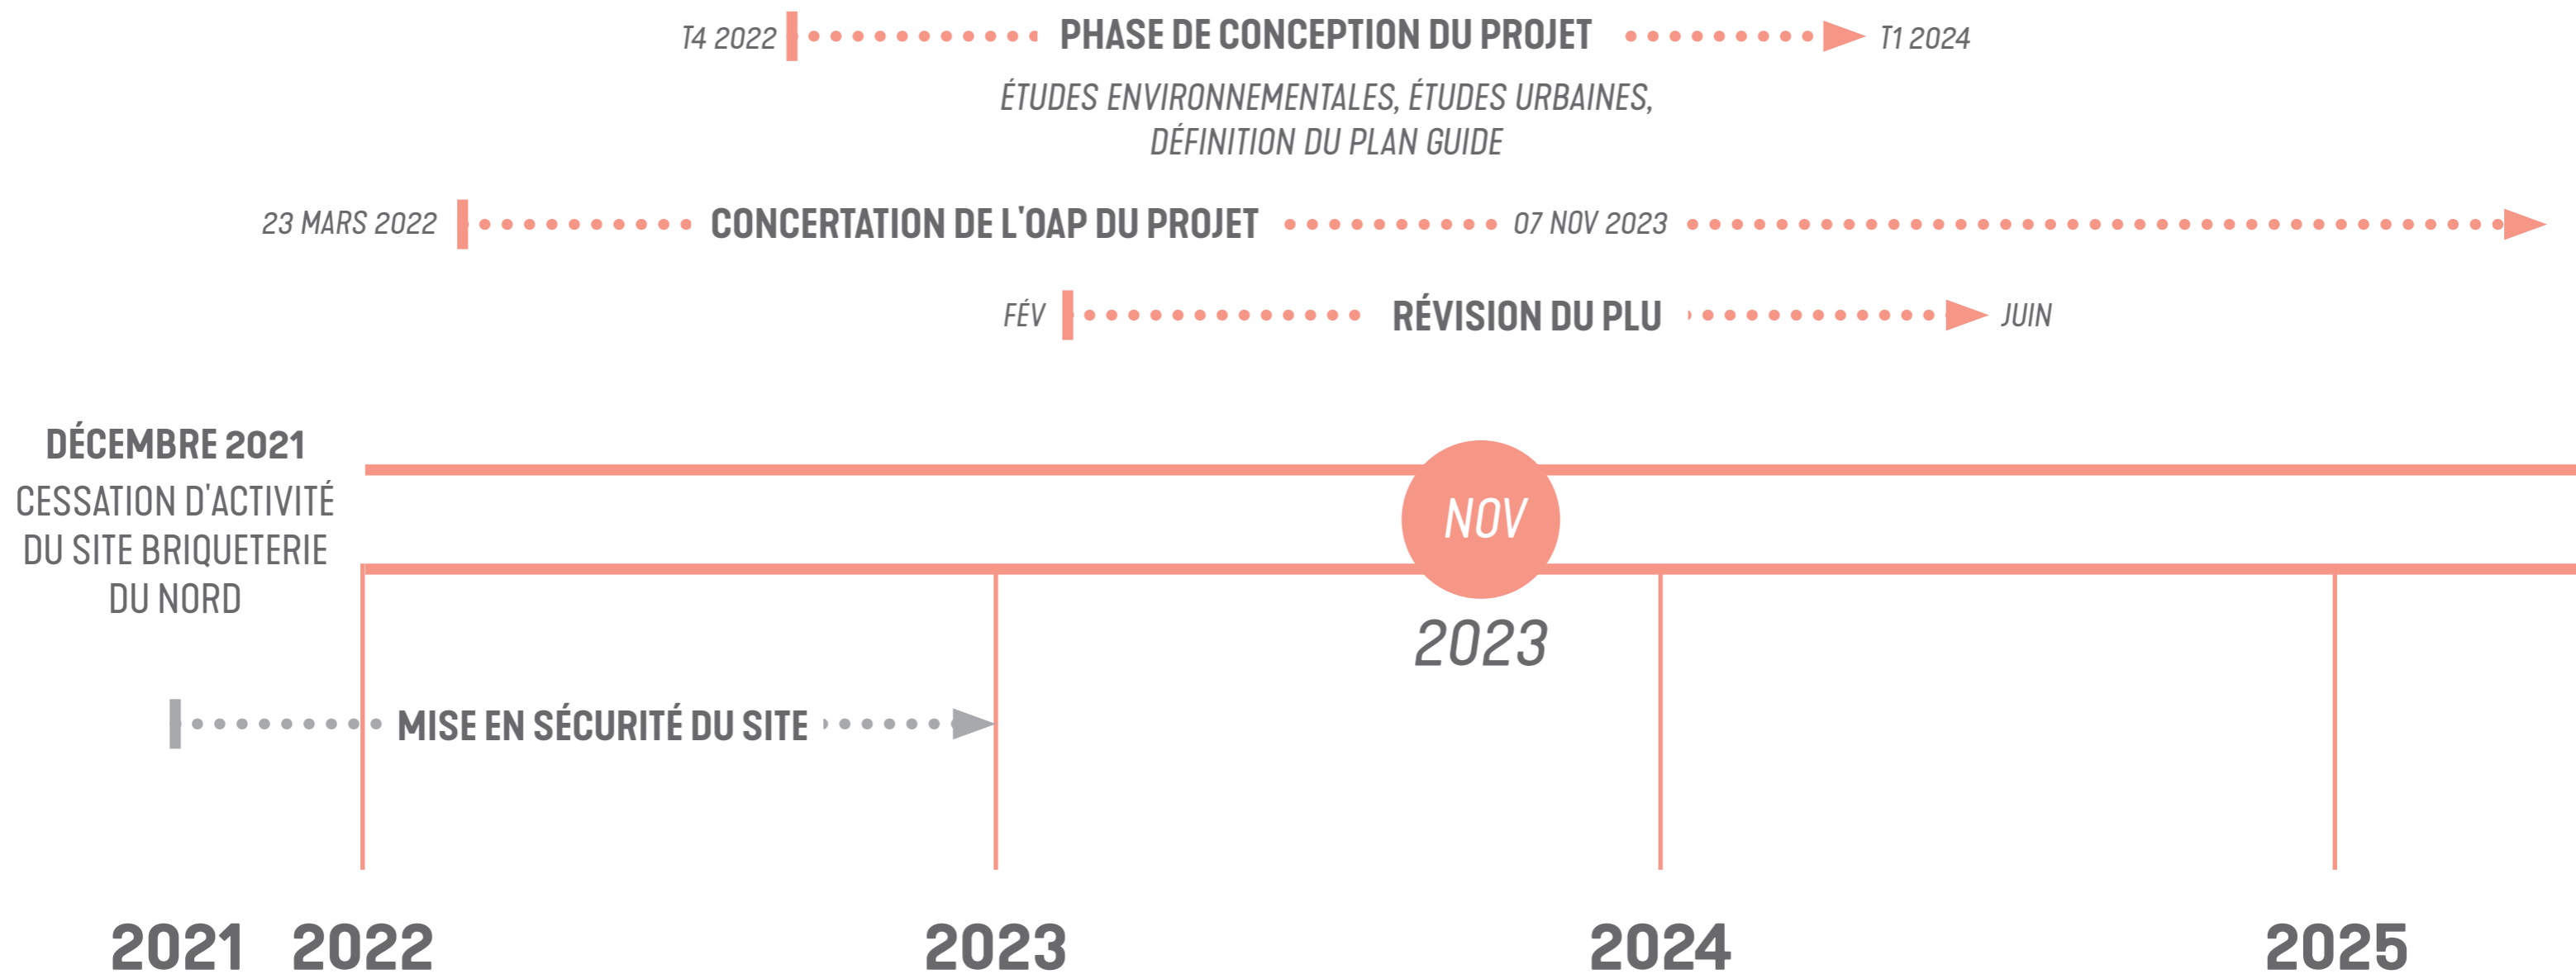 T4 2022 PHASE DE CONCEPTION DU PROJET T1 2024
ÉTUDES ENVIRONNEMENTALES, ÉTUDES URBAINES,
DÉFINITION DU PLAN GUIDE
23 MARS 2022 CONCERTATION DE L'OAP DU PROJET 07 NOV 2023
FÉV RÉVISION DU PLU JUIN
DÉCEMBRE 2021
CESSATION D'ACTIVITÉ
DU SITE BRIQUETERIE
DU NORD
NOV
2023
MISE EN SÉCURITÉ DU SITE
2021 2022 2023 2024 2025